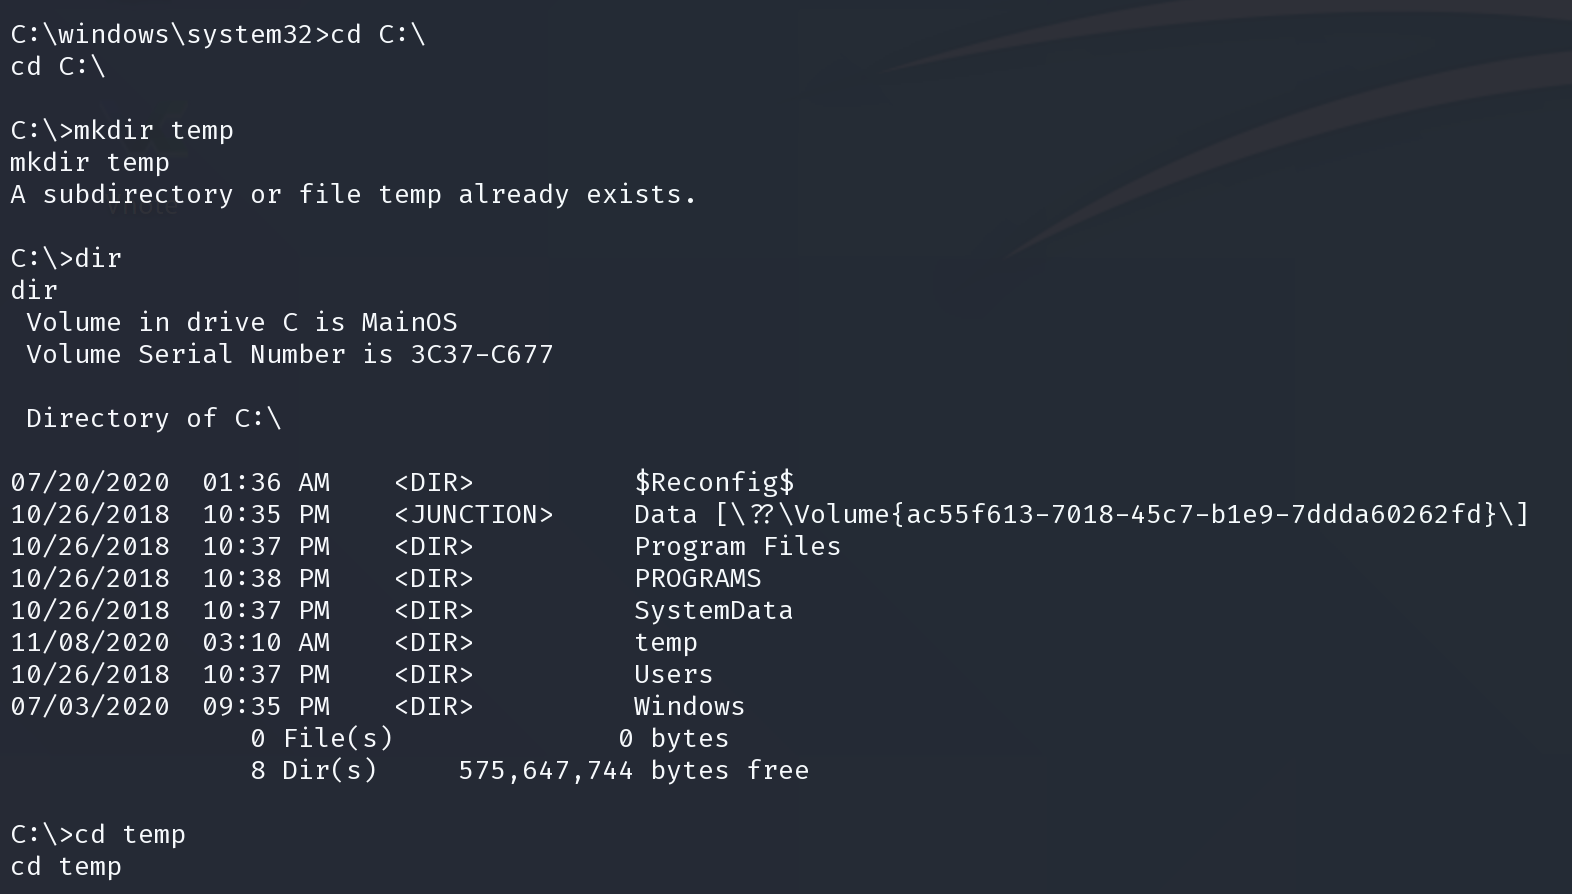 C:\windows\system32>cd C:\
cd C:\

C:\>mkdir temp
mkdir temp
A subdirectory or file temp already exists.

C:\>dir
dir
 Volume in drive C is MainOS
 Volume Serial Number is 3C37-C677

 Directory of C:\

07/20/2020  01:36 AM    <DIR>          $Reconfig$
10/26/2018  10:35 PM    <JUNCTION>     Data [\??\Volume{ac55f613-7018-45c7-b1e9-7ddda60262fd}\]
10/26/2018  10:37 PM    <DIR>          Program Files
10/26/2018  10:38 PM    <DIR>          PROGRAMS
10/26/2018  10:37 PM    <DIR>          SystemData
11/08/2020  03:10 AM    <DIR>          temp
10/26/2018  10:37 PM    <DIR>          Users
07/03/2020  09:35 PM    <DIR>          Windows
               0 File(s)              0 bytes
               8 Dir(s)     575,647,744 bytes free

C:\>cd temp
cd temp